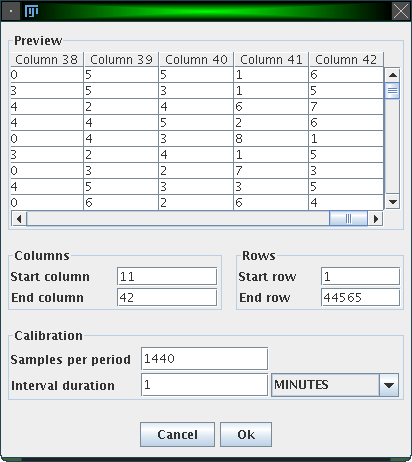 Preview
Column 38 Column 39 Column 40 Column 41 Column 42
0 5 5 1 6
3 5 3 1 5
4 2 4 6 7
4 4 5 2 6
0 4 3 8 1
3 2 4 1 5
0 3 2 7 3
4 5 3 3 5
0 6 2 6 4
Columns
Start column 11
End column 42
Rows
Start row 1
End row 44565
Calibration
Samples per period 1440
Interval duration 1 MINUTES
Cancel Ok